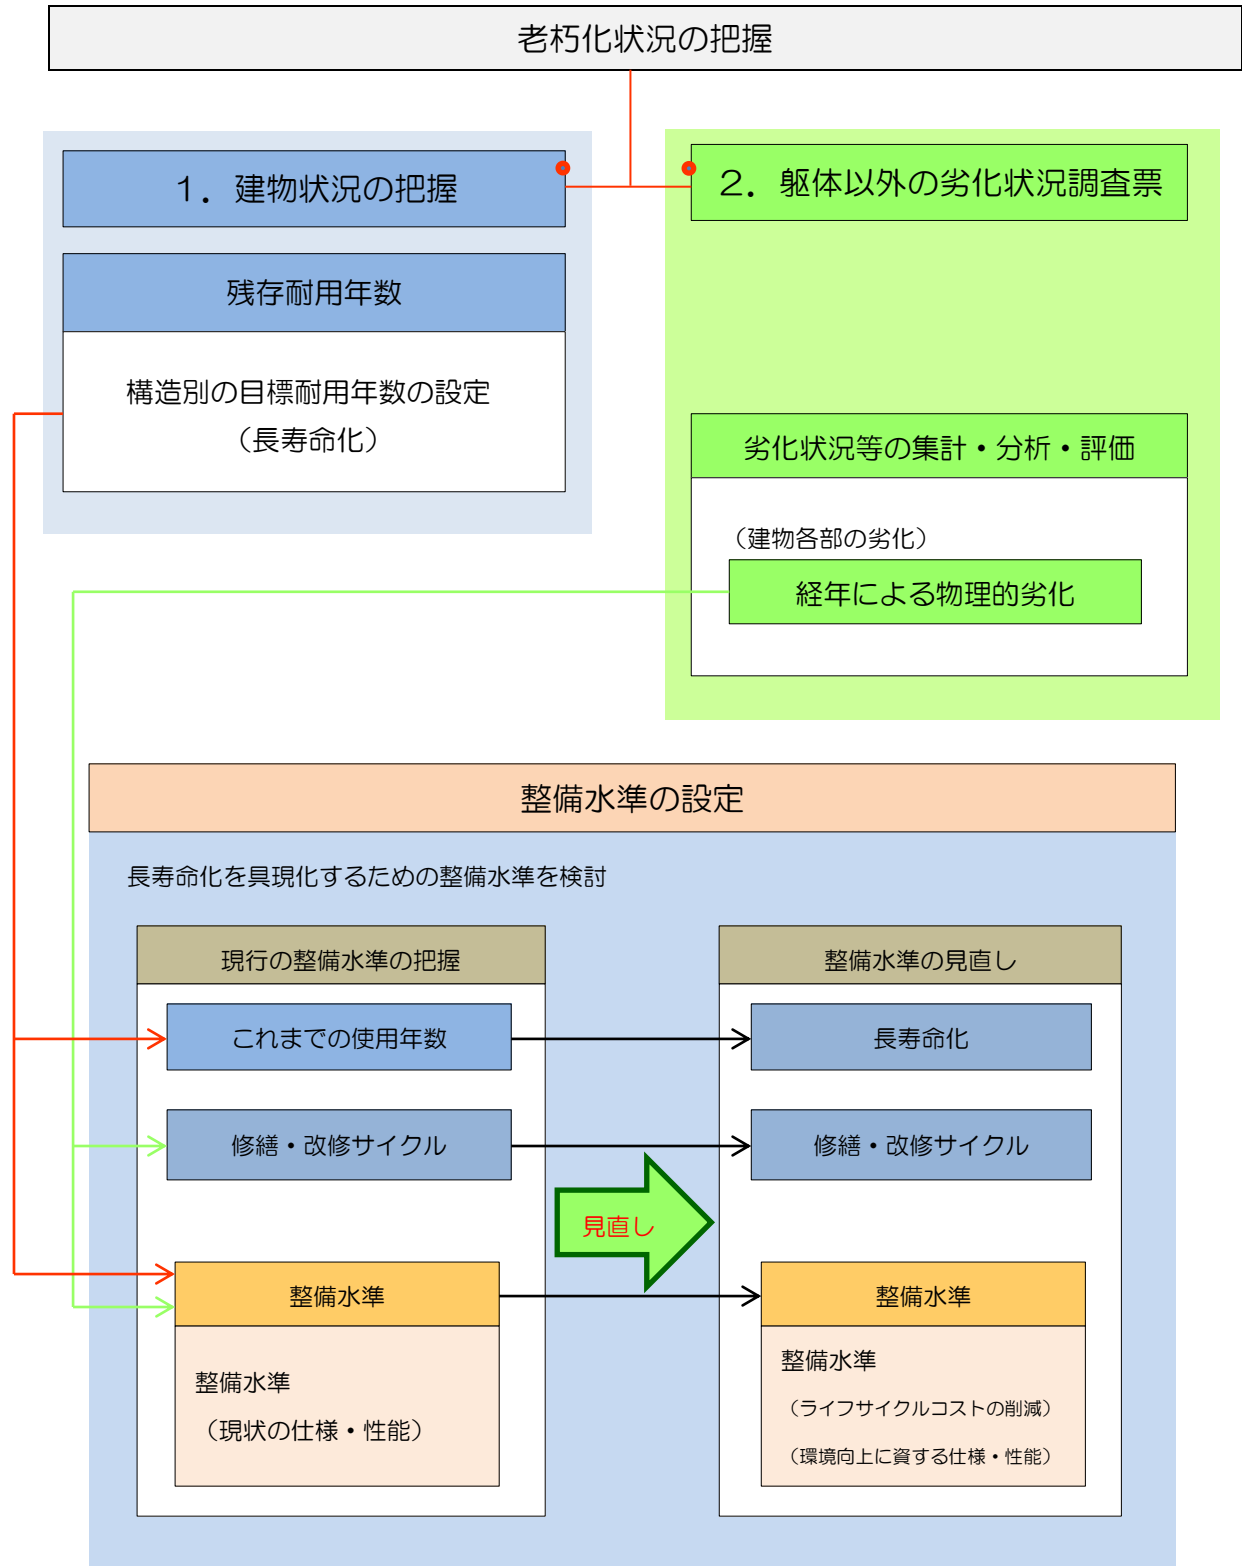 老朽化状況の把握
１．建物状況の把握
残存耐用年数
構造別の目標耐用年数の設定
（長寿命化）
２．躯体以外の劣化状況調査票
劣化状況等の集計・分析・評価
（建物各部の劣化）
経年による物理的劣化
整備水準の設定
長寿命化を具現化するための整備水準を検討
現行の整備水準の把握
これまでの使用年数
修繕・改修サイクル
整備水準
整備水準
（現状の仕様・性能）
見直し
整備水準の見直し
長寿命化
修繕・改修サイクル
整備水準
整備水準
（ライフサイクルコストの削減）
（環境向上に資する仕様・性能）